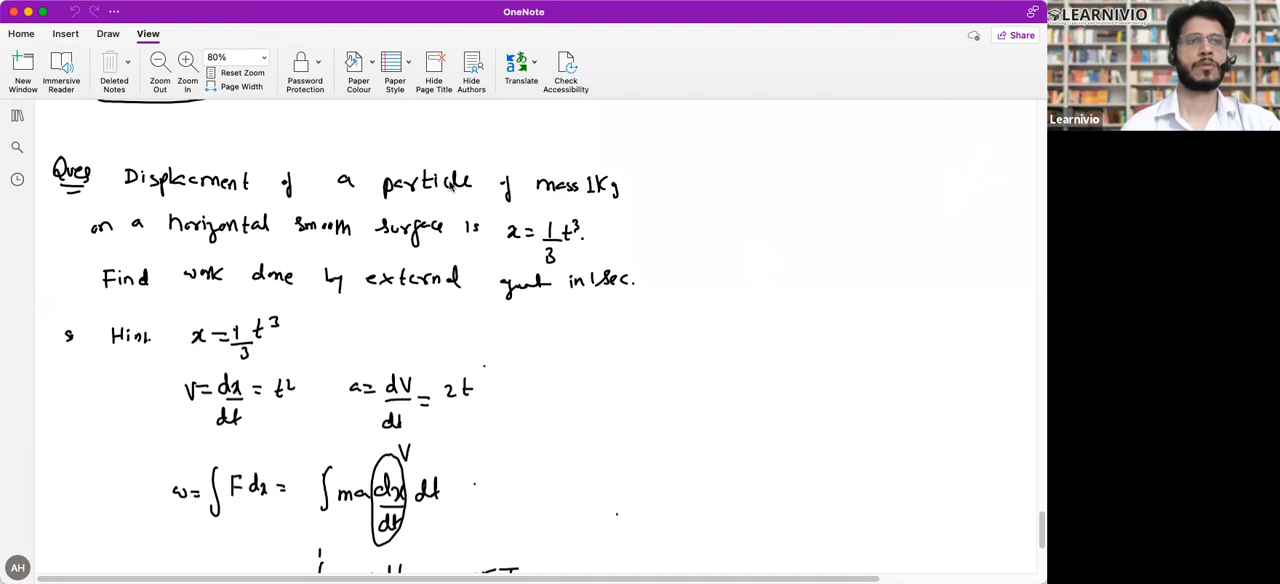 OneNote
LEARNIVIO
Home Insert Draw View
Share
New Window
Immersive Reader
Deleted Notes
Zoom Out
Zoom In
80%
Reset Zoom
Page Width
Password Protection
Paper Colour
Paper Style
Hide Page Title
Hide Authors
Translate
Check Accessibility
Learnivio
Ques Displacment of a particle of mass 1Kg
on a horizontal smooth surface is x = 1/3 t³.
Find work done by external agent in 1sec.
Hint. x = 1/3 t³
V = dx/dt = t² a = dV/dt = 2t
V
w = ∫ F dx = ∫ ma dx/dt dt
AH